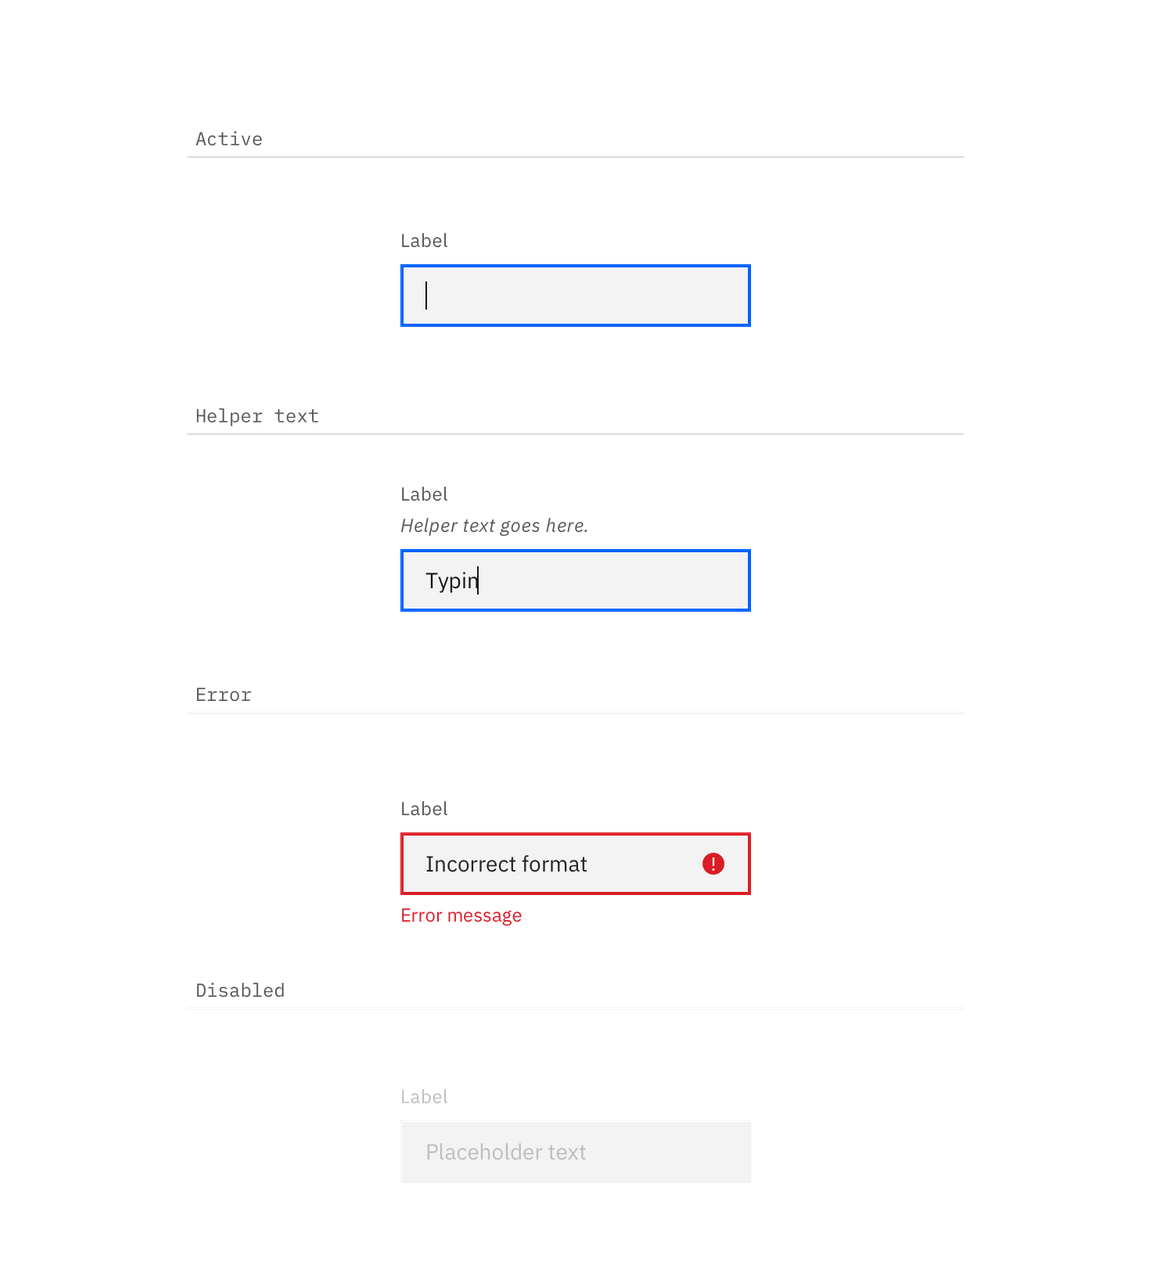 Active
Label
Helper text
Label
Helper text goes here.
Typin
Error
Label
Incorrect format
Error message
Disabled
Label
Placeholder text